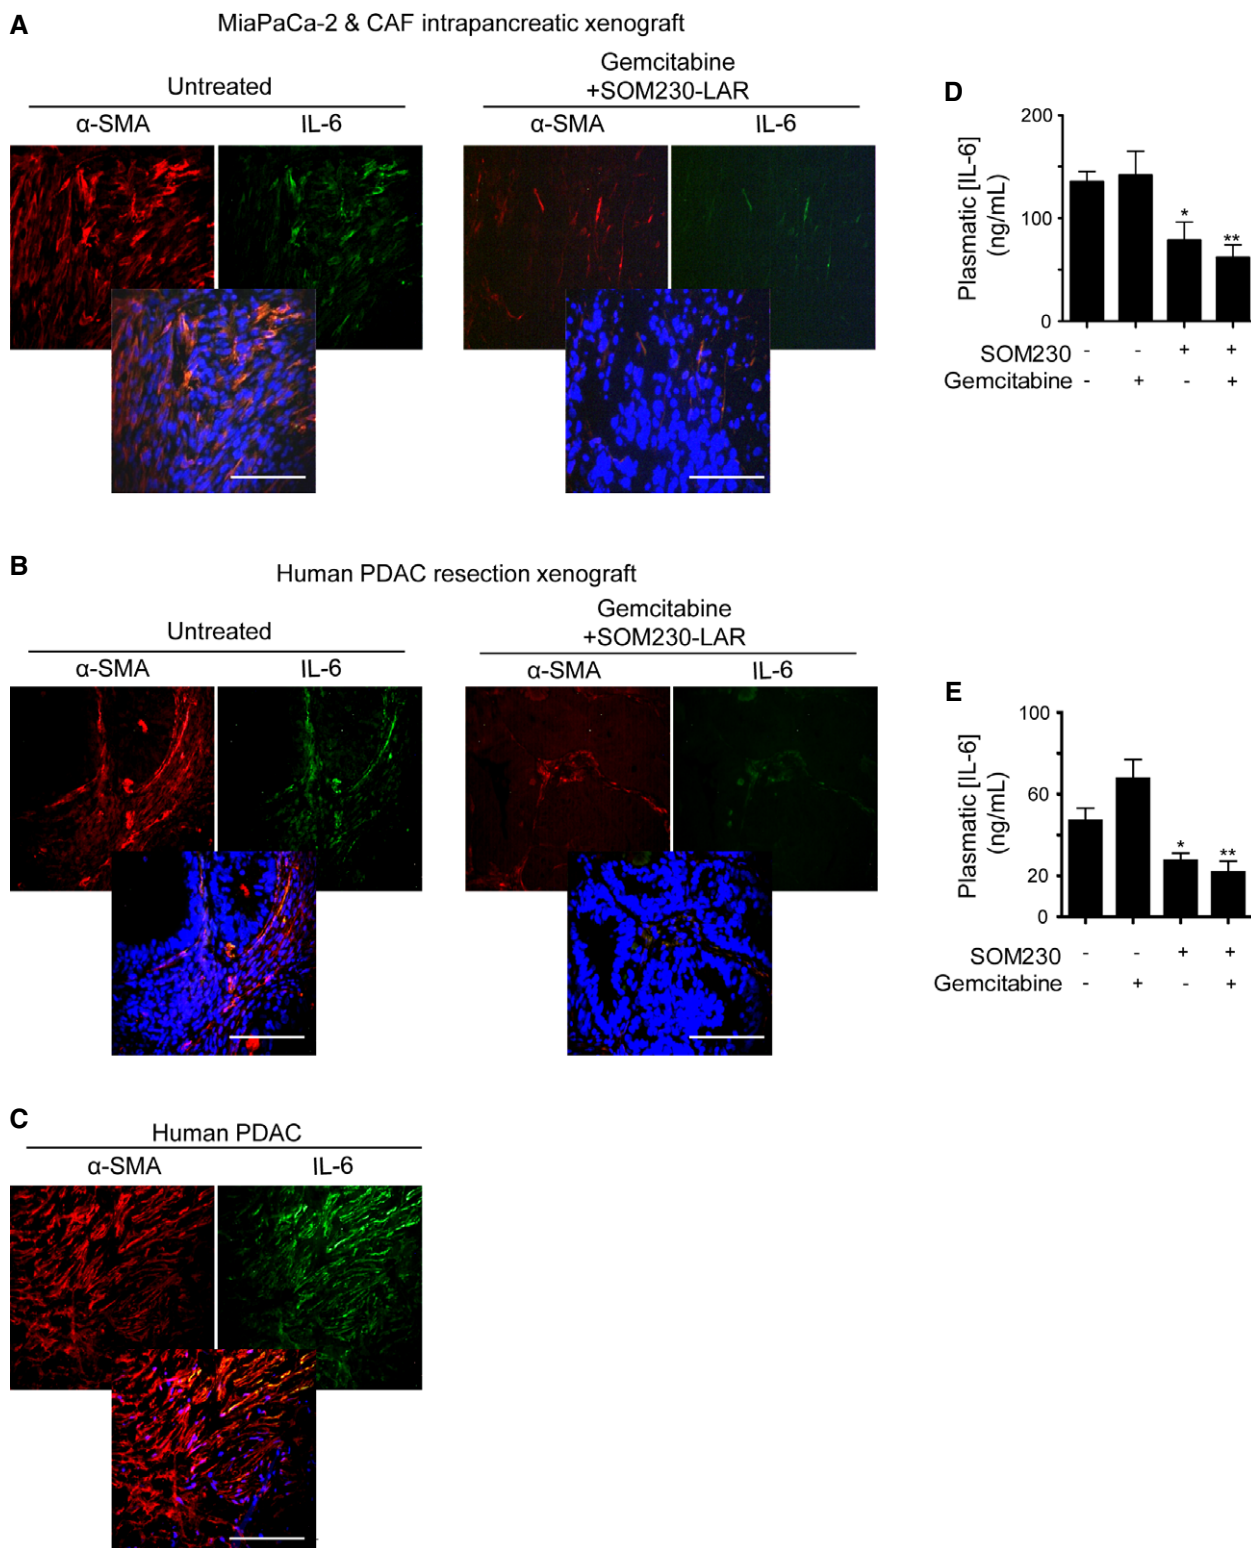 A
MiaPaCa-2 & CAF intrapancreatic xenograft
Untreated
α-SMA IL-6
Gemcitabine
+SOM230-LAR
α-SMA IL-6
B
Human PDAC resection xenograft
Untreated
α-SMA IL-6
Gemcitabine
+SOM230-LAR
α-SMA IL-6
C
Human PDAC
α-SMA IL-6
D
Plasmatic [IL-6]
(ng/mL)
200
100
0
*
**
SOM230 - - + +
Gemcitabine - + - +
E
Plasmatic [IL-6]
(ng/mL)
100
60
20
0
*
**
SOM230 - - + +
Gemcitabine - + - +